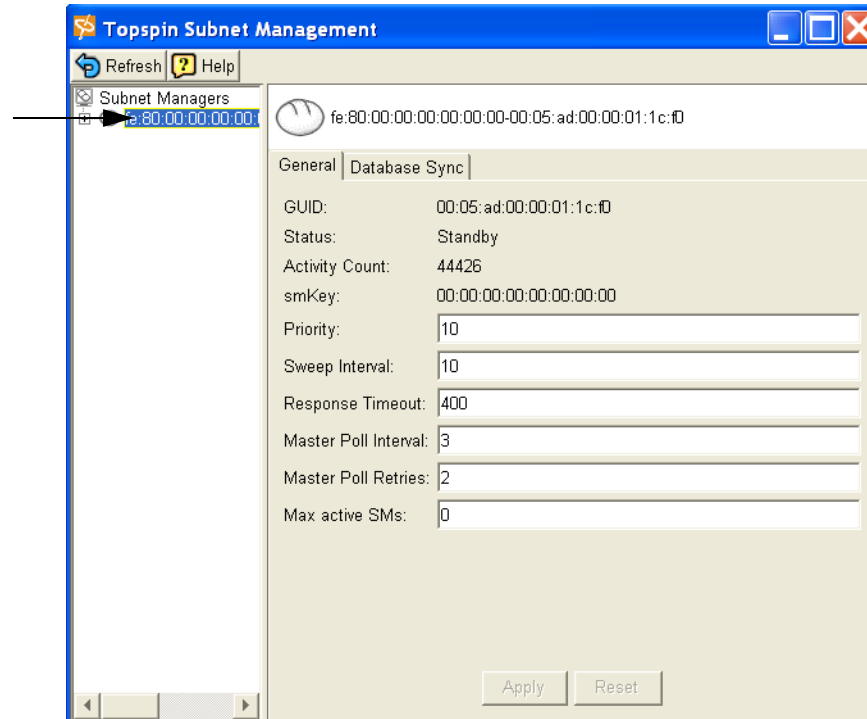 Topspin Subnet Management
Refresh Help
Subnet Managers
fe:80:00:00:00:00:
fe:80:00:00:00:00:00:00-00:05:ad:00:00:01:1c:f0
General Database Sync
GUID: 00:05:ad:00:00:01:1c:f0
Status: Standby
Activity Count: 44426
smKey: 00:00:00:00:00:00:00:00
Priority: 10
Sweep Interval: 10
Response Timeout: 400
Master Poll Interval: 3
Master Poll Retries: 2
Max active SMs: 0
Apply Reset